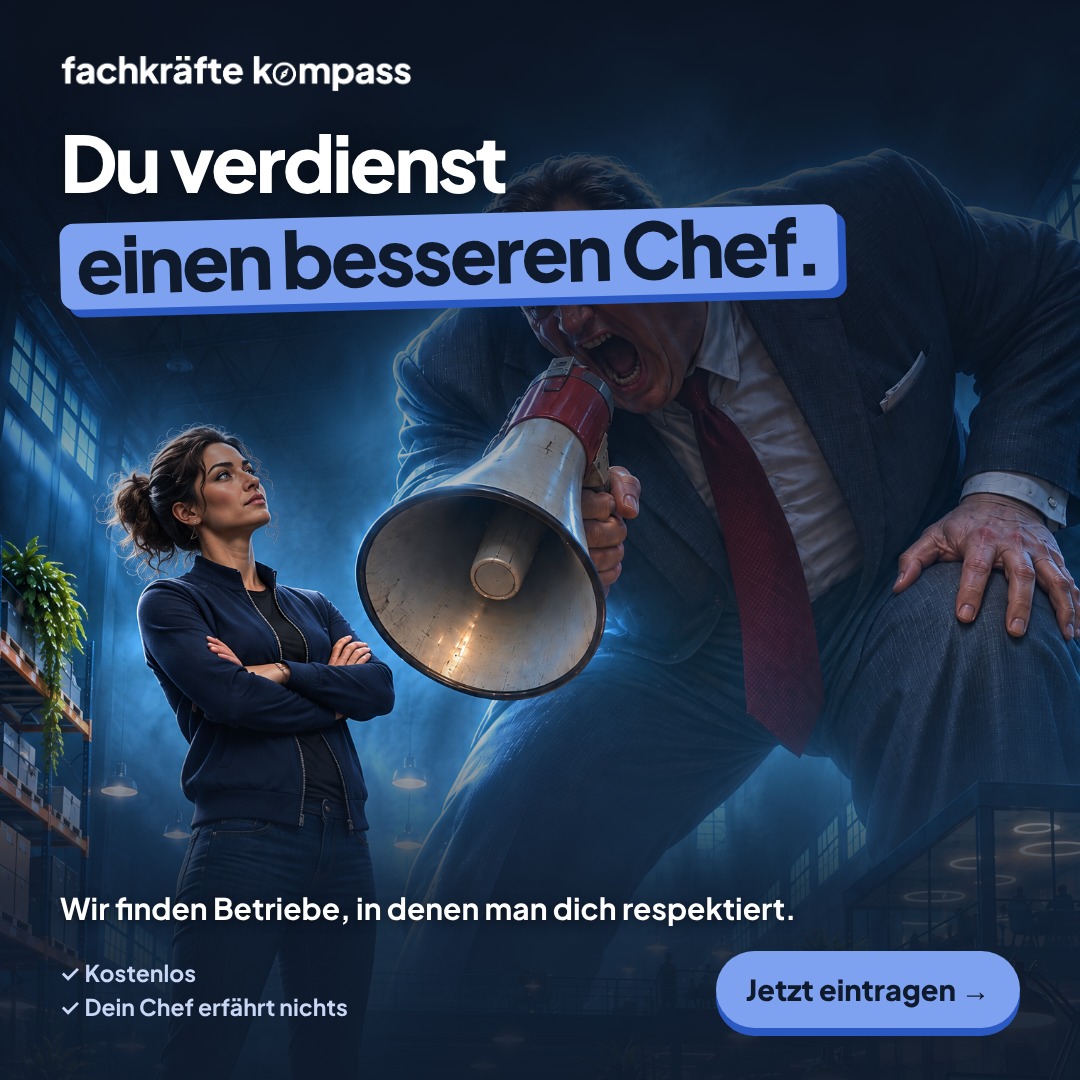 fachkräfte kompass
Du verdienst
einen besseren Chef.
Wir finden Betriebe, in denen man dich respektiert.
✓ Kostenlos
✓ Dein Chef erfährt nichts
Jetzt eintragen →